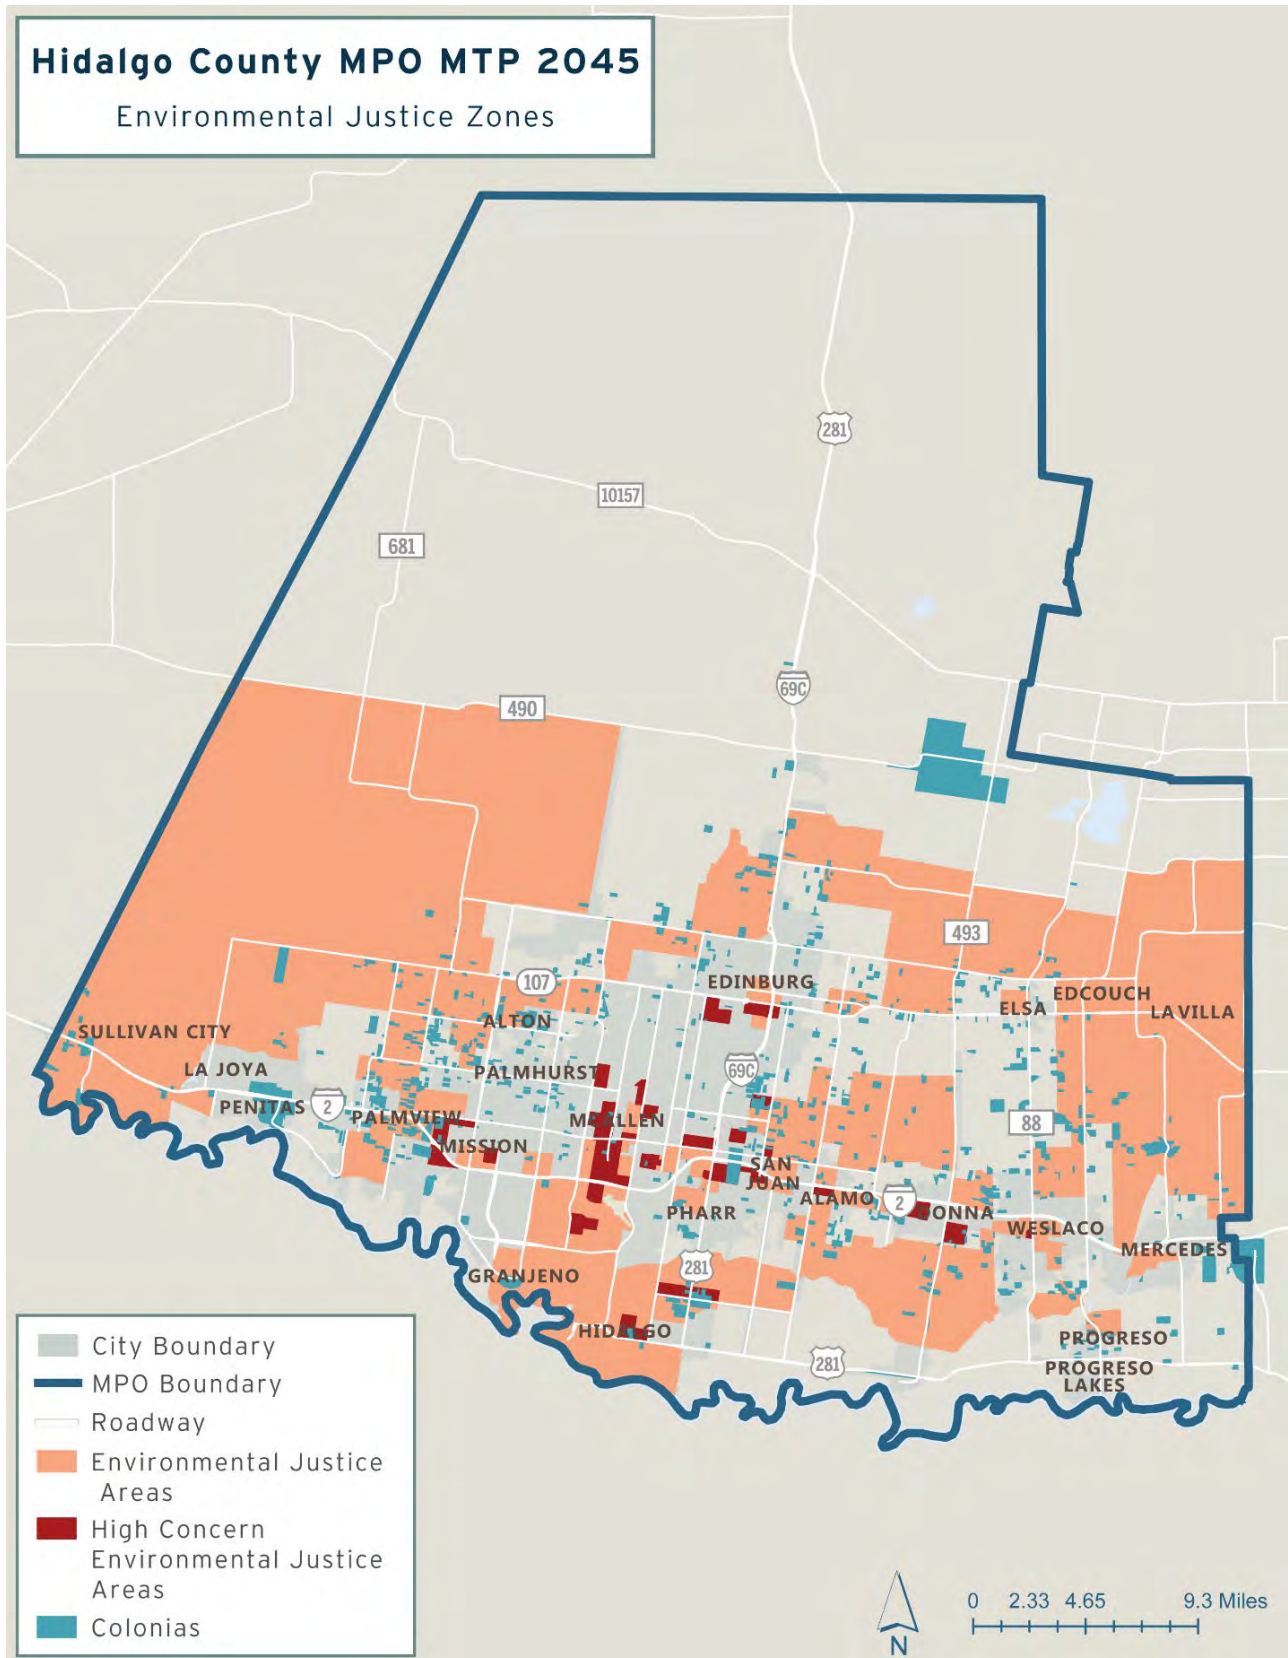 Hidalgo County MPO MTP 2045
Environmental Justice Zones
281
10157
681
69C
490
493
107
EDINBURG
EDCOUCH
ELSA
LA VILLA
ALTON
SULLIVAN CITY
LA JOYA
PALMHURST
69C
PENITAS
2
PALMVIEW
MCALLEN
88
MISSION
SAN
JUAN
ALAMO
2
DONNA
PHARR
WESLACO
MERCEDES
281
GRANJENO
HIDALGO
PROGRESO
281
PROGRESO
LAKES
City Boundary
MPO Boundary
Roadway
Environmental Justice
Areas
High Concern
Environmental Justice
Areas
Colonias
N
0 2.33 4.65 9.3 Miles